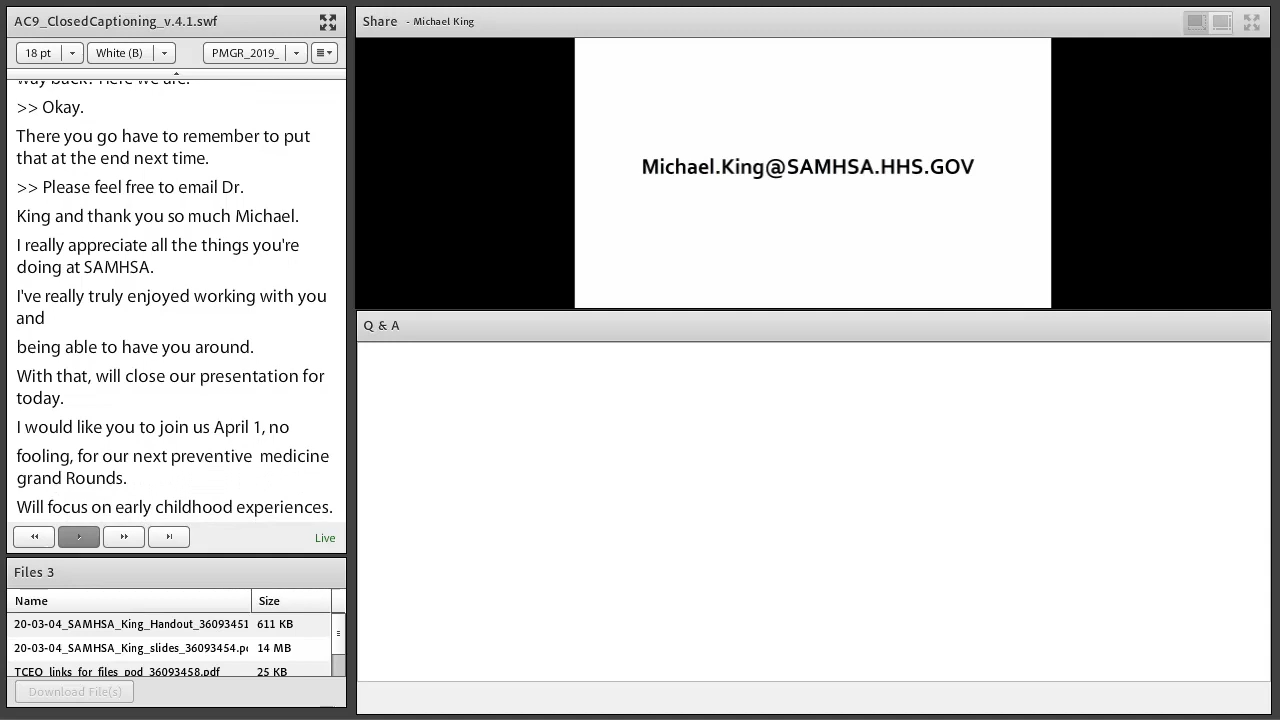 AC9_ClosedCaptioning_v.4.1.swf
18 pt
White (B)
PMGR_2019_
way back? Here we are.
>> Okay.
There you go have to remember to put
that at the end next time.
>> Please feel free to email Dr.
King and thank you so much Michael.
I really appreciate all the things you're
doing at SAMHSA.
I've really truly enjoyed working with you
and
being able to have you around.
With that, will close our presentation for
today.
I would like you to join us April 1, no
fooling, for our next preventive medicine
grand Rounds.
Will focus on early childhood experiences.
Live
Files 3
Name Size
20-03-04_SAMHSA_King_Handout_36093451 611 KB
20-03-04_SAMHSA_King_slides_36093454.pd 14 MB
TCEO_links_for_files_pod_36093458.pdf 25 KB
Download File(s)
Share - Michael King
Michael.King@SAMHSA.HHS.GOV
Q & A